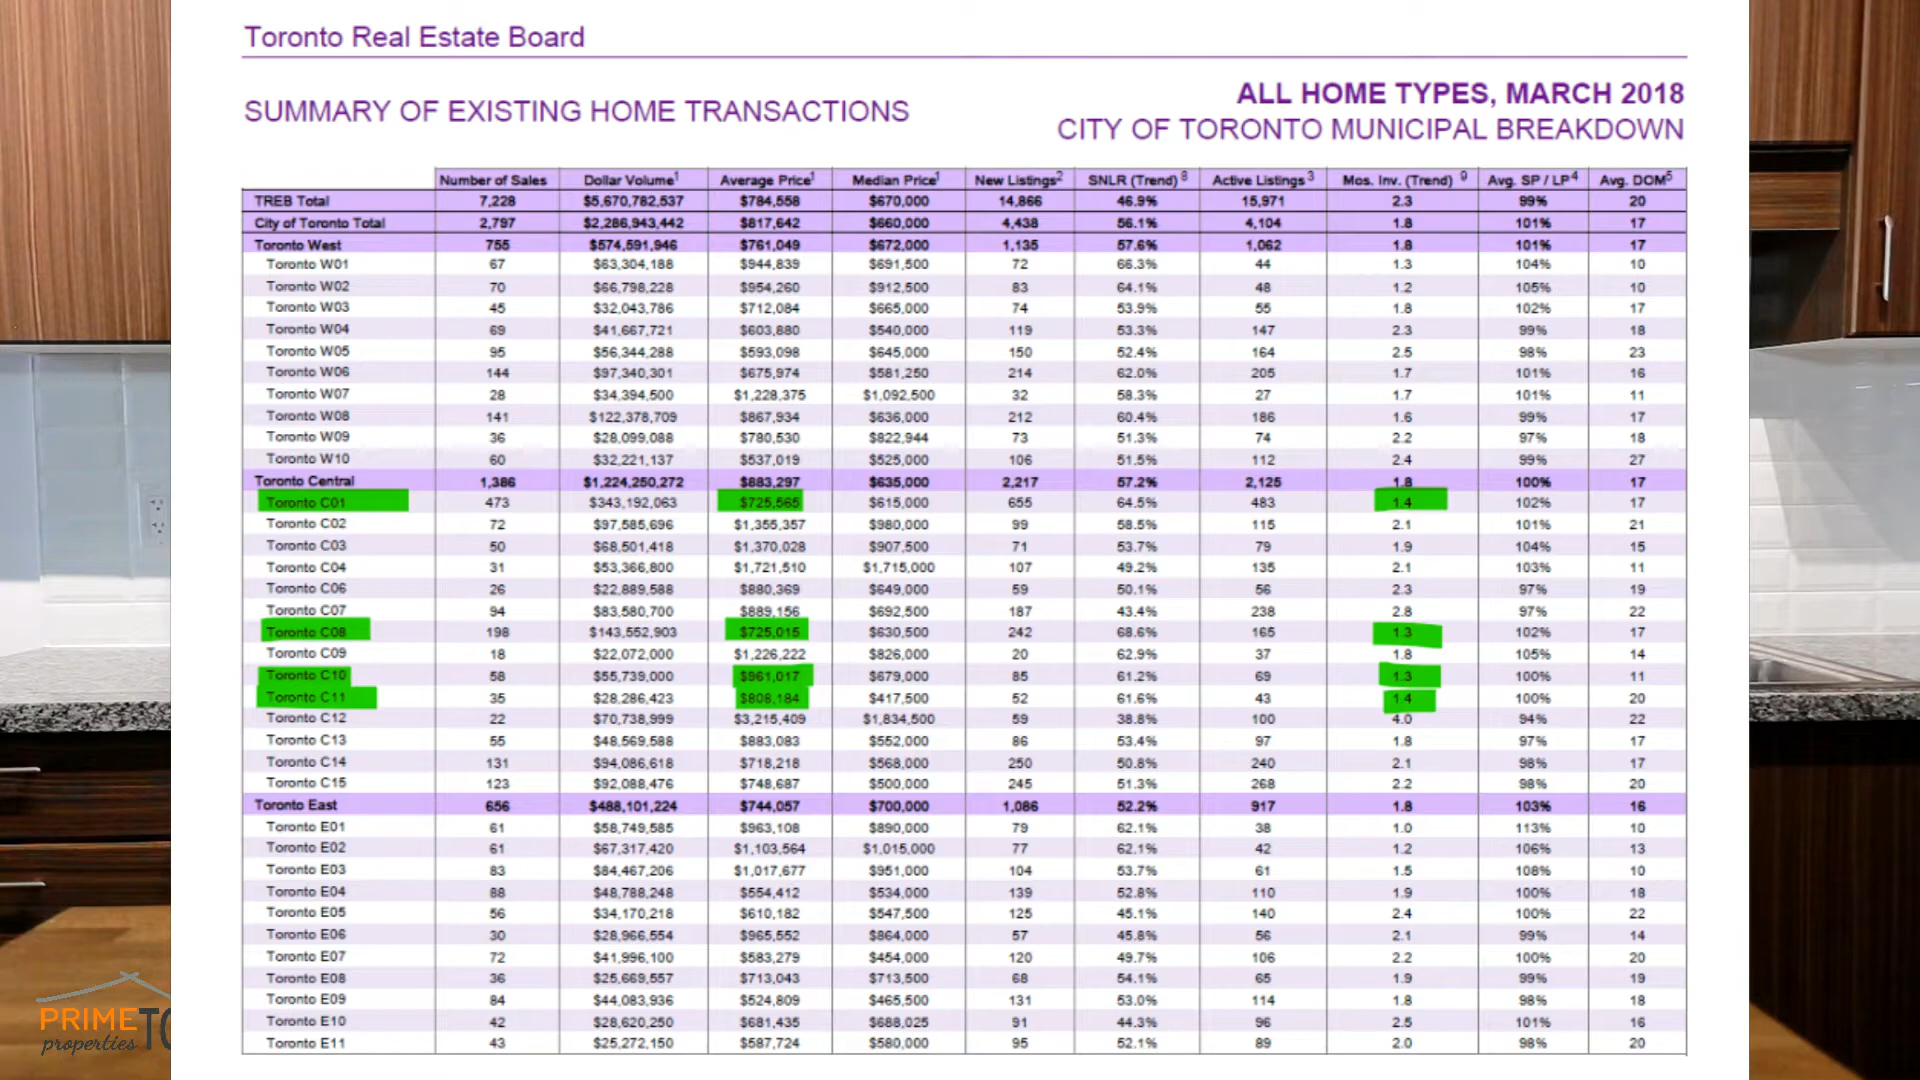 Toronto Real Estate Board
ALL HOME TYPES, MARCH 2018
SUMMARY OF EXISTING HOME TRANSACTIONS
CITY OF TORONTO MUNICIPAL BREAKDOWN
Number of Sales Dollar Volume1 Average Price1 Median Price1 New Listings2 SNLR (Trend) 8 Active Listings 3 Mos. Inv. (Trend) 9 Avg. SP / LP 4 Avg. DOM5
TREB Total 7,228 $5,670,782,537 $784,558 $670,000 14,866 46.9% 15,971 2.3 99% 20
City of Toronto Total 2,797 $2,286,943,442 $817,642 $660,000 4,438 56.1% 4,104 1.8 101% 17
Toronto West 755 $574,591,946 $761,049 $672,000 1,135 57.6% 1,062 1.8 101% 17
Toronto W01 67 $63,304,188 $944,839 $691,500 72 66.3% 44 1.3 104% 10
Toronto W02 70 $66,798,228 $954,260 $912,500 83 64.1% 48 1.2 105% 10
Toronto W03 45 $32,043,786 $712,084 $665,000 74 53.9% 55 1.8 102% 17
Toronto W04 69 $41,667,721 $603,880 $540,000 119 53.3% 147 2.3 99% 18
Toronto W05 95 $56,344,288 $593,098 $645,000 150 52.4% 164 2.5 98% 23
Toronto W06 144 $97,340,301 $675,974 $581,250 214 62.0% 205 1.7 101% 16
Toronto W07 28 $34,394,500 $1,228,375 $1,092,500 32 58.3% 27 1.7 101% 11
Toronto W08 141 $122,378,709 $867,934 $636,000 212 60.4% 186 1.6 99% 17
Toronto W09 36 $28,099,088 $780,530 $822,944 73 51.3% 74 2.2 97% 18
Toronto W10 60 $32,221,137 $537,019 $525,000 106 51.5% 112 2.4 99% 27
Toronto Central 1,386 $1,224,250,272 $883,297 $635,000 2,217 57.2% 2,125 1.8 100% 17
Toronto C01 473 $343,192,063 $725,565 $615,000 655 64.5% 483 1.4 102% 17
Toronto C02 72 $97,585,696 $1,355,357 $980,000 99 58.5% 115 2.1 101% 21
Toronto C03 50 $68,501,418 $1,370,028 $907,500 71 53.7% 79 1.9 104% 15
Toronto C04 31 $53,366,800 $1,721,510 $1,715,000 107 49.2% 135 2.1 103% 11
Toronto C06 26 $22,889,588 $880,369 $649,000 59 50.1% 56 2.3 97% 19
Toronto C07 94 $83,580,700 $889,156 $692,500 187 43.4% 238 2.8 97% 22
Toronto C08 198 $143,552,903 $725,015 $630,500 242 68.6% 165 1.3 102% 17
Toronto C09 18 $22,072,000 $1,226,222 $826,000 20 62.9% 37 1.8 105% 14
Toronto C10 58 $55,739,000 $961,017 $679,000 85 61.2% 69 1.3 100% 11
Toronto C11 35 $28,286,423 $808,184 $417,500 52 61.6% 43 1.4 100% 20
Toronto C12 22 $70,738,999 $3,215,409 $1,834,500 59 38.8% 100 4.0 94% 22
Toronto C13 55 $48,569,588 $883,083 $552,000 86 53.4% 97 1.8 97% 17
Toronto C14 131 $94,086,618 $718,218 $568,000 250 50.8% 240 2.1 98% 17
Toronto C15 123 $92,088,476 $748,687 $500,000 245 51.3% 268 2.2 98% 20
Toronto East 656 $488,101,224 $744,057 $700,000 1,086 52.2% 917 1.8 103% 16
Toronto E01 61 $58,749,585 $963,108 $890,000 79 62.1% 38 1.0 113% 10
Toronto E02 61 $67,317,420 $1,103,564 $1,015,000 77 62.1% 42 1.2 106% 13
Toronto E03 83 $84,467,206 $1,017,677 $951,000 104 53.7% 61 1.5 108% 10
Toronto E04 88 $48,788,248 $554,412 $534,000 139 52.8% 110 1.9 100% 18
Toronto E05 56 $34,170,218 $610,182 $547,500 125 45.1% 140 2.4 100% 22
Toronto E06 30 $28,966,554 $965,552 $864,000 57 45.8% 56 2.1 99% 14
Toronto E07 72 $41,996,100 $583,279 $454,000 120 49.7% 106 2.2 100% 20
Toronto E08 36 $25,669,557 $713,043 $713,500 68 54.1% 65 1.9 99% 19
Toronto E09 84 $44,083,936 $524,809 $465,500 131 53.0% 114 1.8 98% 18
Toronto E10 42 $28,620,250 $681,435 $688,025 91 44.3% 96 2.5 101% 16
Toronto E11 43 $25,272,150 $587,724 $580,000 95 52.1% 89 2.0 98% 20
PRIME TO
properties